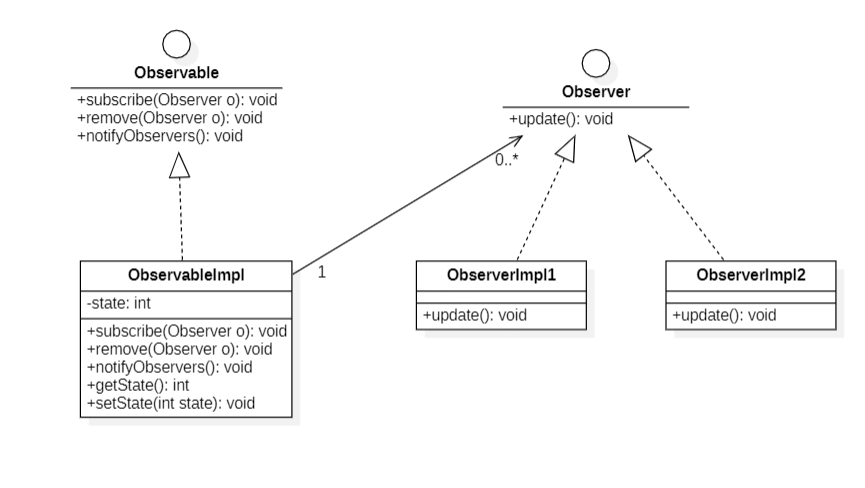 Observable
+subscribe(Observer o): void
+remove(Observer o): void
+notifyObservers(): void
Observer
+update(): void
0..*
1
ObservableImpl
-state: int
+subscribe(Observer o): void
+remove(Observer o): void
+notifyObservers(): void
+getState(): int
+setState(int state): void
ObserverImpl1
+update(): void
ObserverImpl2
+update(): void